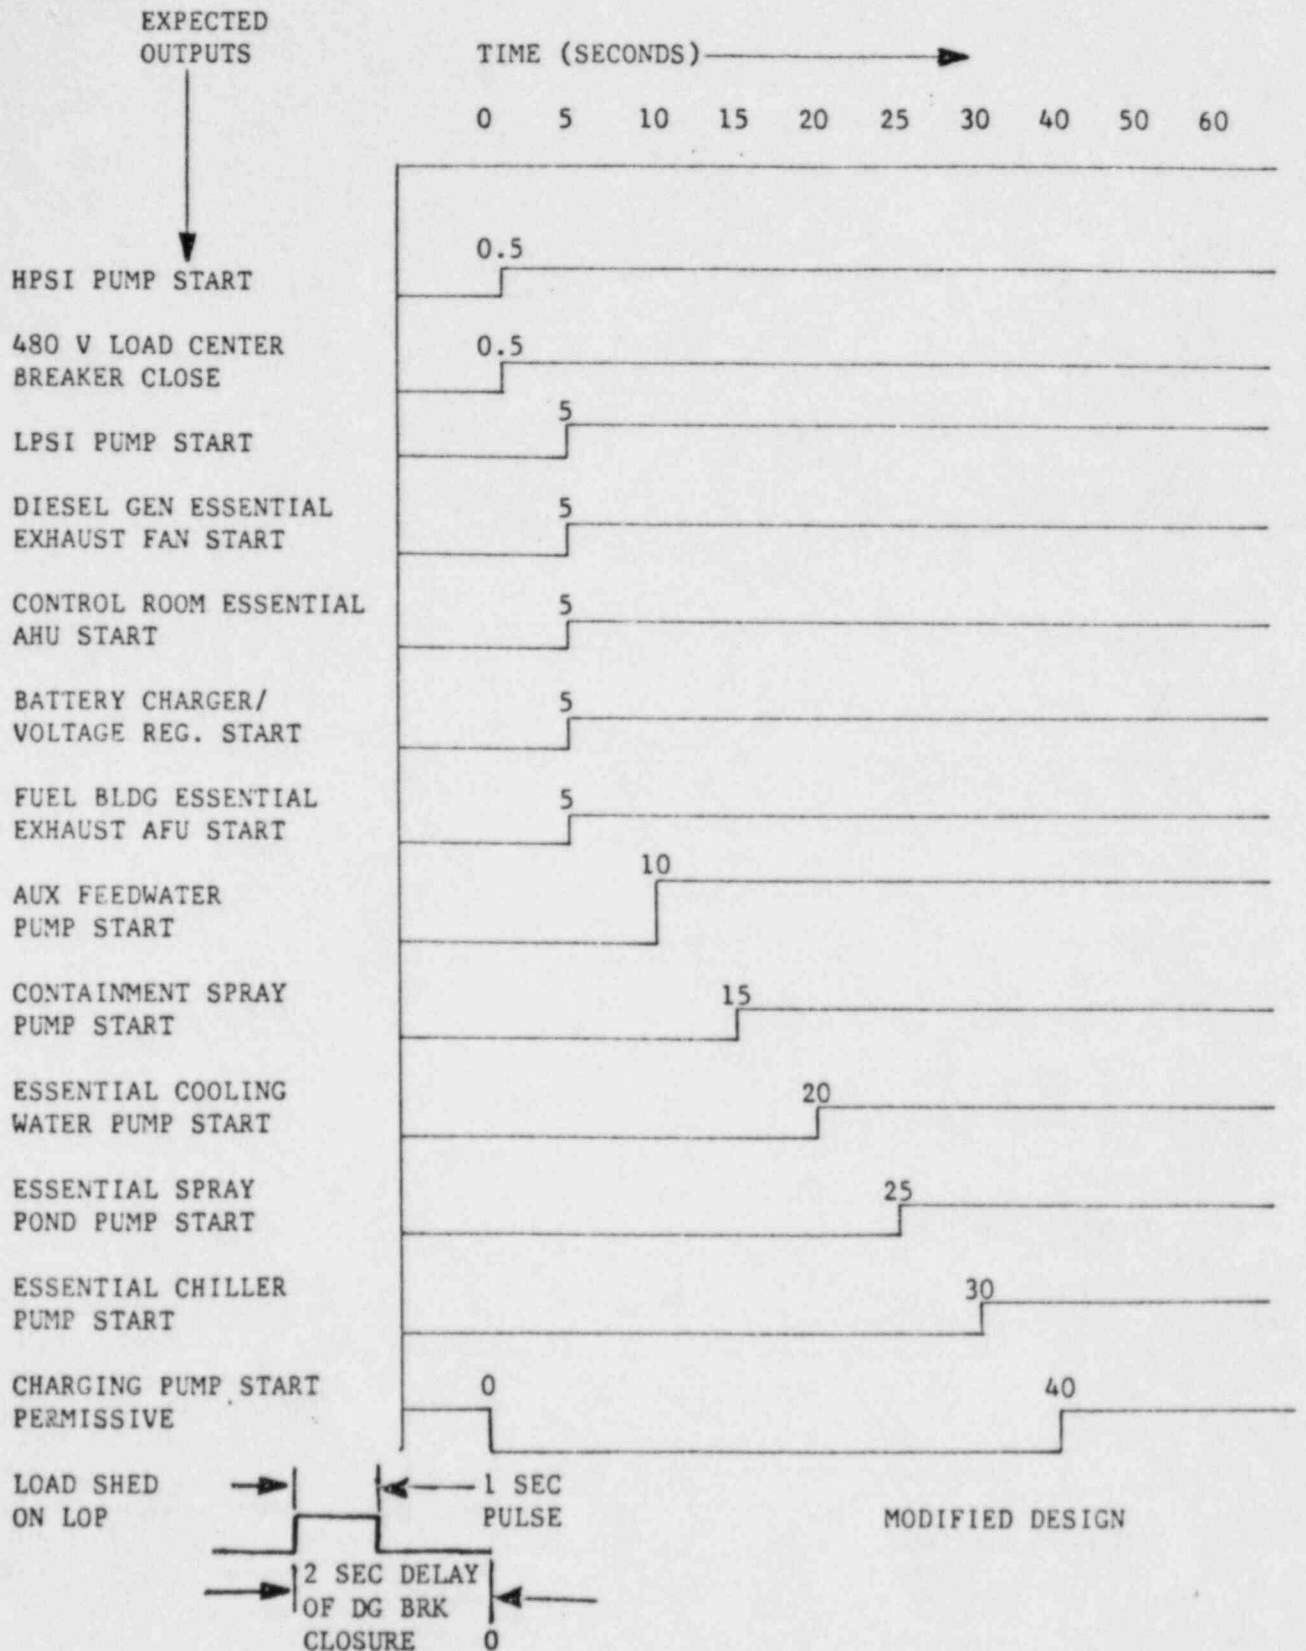 EXPECTED
OUTPUTS
TIME (SECONDS)
0 5 10 15 20 25 30 40 50 60
0.5
HPSI PUMP START
480 V LOAD CENTER
BREAKER CLOSE
0.5
LPSI PUMP START
5
DIESEL GEN ESSENTIAL
EXHAUST FAN START
5
CONTROL ROOM ESSENTIAL
AHU START
5
BATTERY CHARGER/
VOLTAGE REG. START
5
FUEL BLDG ESSENTIAL
EXHAUST AFU START
5
AUX FEEDWATER
PUMP START
10
CONTAINMENT SPRAY
PUMP START
15
ESSENTIAL COOLING
WATER PUMP START
20
ESSENTIAL SPRAY
POND PUMP START
25
ESSENTIAL CHILLER
PUMP START
30
CHARGING PUMP START
PERMISSIVE
0
40
LOAD SHED
ON LOP
1 SEC
PULSE
MODIFIED DESIGN
2 SEC DELAY
OF DG BRK
CLOSURE
0